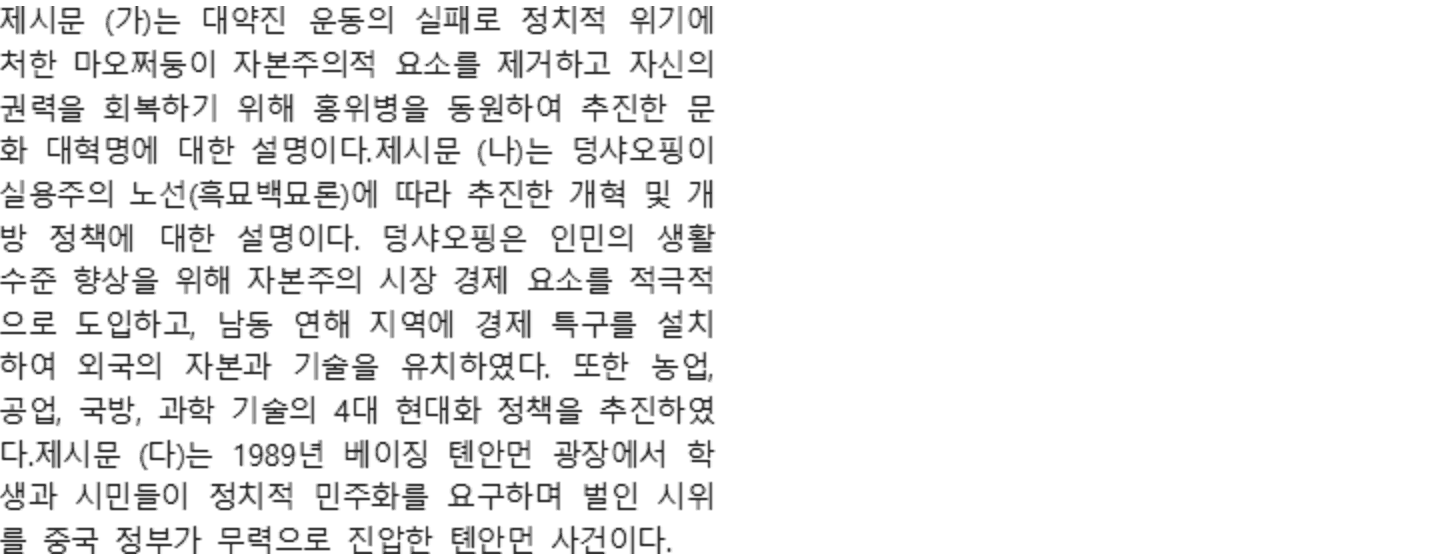 제시문 (가)는 대약진 운동의 실패로 정치적 위기에
처한 마오쩌둥이 자본주의적 요소를 제거하고 자신의
권력을 회복하기 위해 홍위병을 동원하여 추진한 문
화 대혁명에 대한 설명이다.제시문 (나)는 덩샤오핑이
실용주의 노선(흑묘백묘론)에 따라 추진한 개혁 및 개
방 정책에 대한 설명이다. 덩샤오핑은 인민의 생활
수준 향상을 위해 자본주의 시장 경제 요소를 적극적
으로 도입하고, 남동 연해 지역에 경제 특구를 설치
하여 외국의 자본과 기술을 유치하였다. 또한 농업,
공업, 국방, 과학 기술의 4대 현대화 정책을 추진하였
다.제시문 (다)는 1989년 베이징 톈안먼 광장에서 학
생과 시민들이 정치적 민주화를 요구하며 벌인 시위
를 중국 정부가 무력으로 진압한 톈안먼 사건이다.